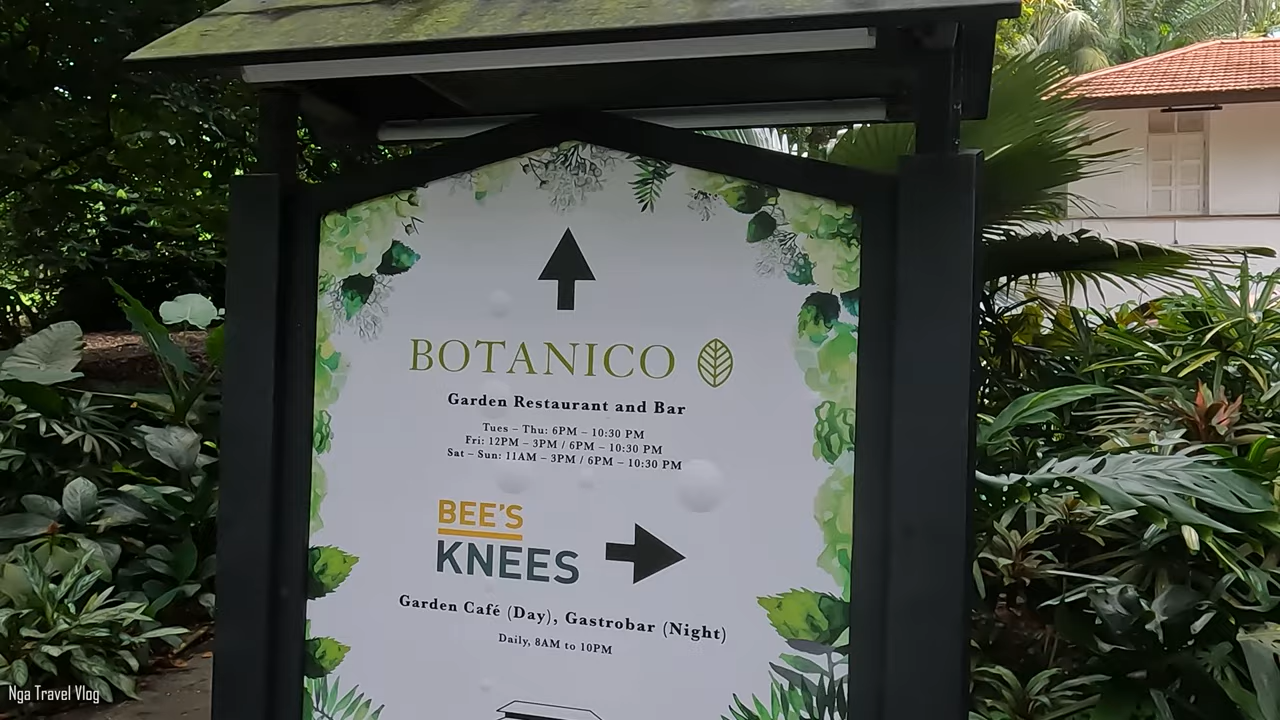 BOTANICO
Garden Restaurant and Bar
Tues – Thu: 6PM – 10:30 PM
Fri: 12PM – 3PM / 6PM – 10:30 PM
Sat – Sun: 11AM – 3PM / 6PM – 10:30 PM
BEE'S
KNEES
Garden Café (Day), Gastrobar (Night)
Daily, 8AM to 10PM
Nga Travel Vlog